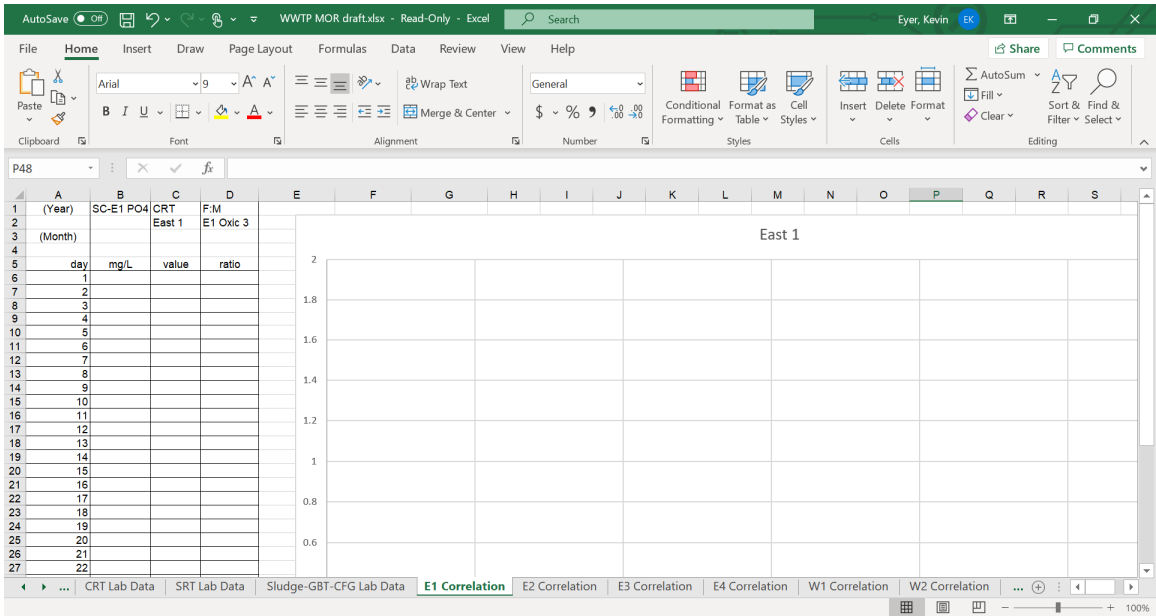 AutoSave Off WWTP MOR draft.xlsx - Read-Only - Excel Search Eyer, Kevin EK
File Home Insert Draw Page Layout Formulas Data Review View Help Share Comments
Paste Arial 9 A A Wrap Text General Conditional Formatting Format as Table Cell Styles Insert Delete Format AutoSum Fill Clear Sort & Filter Find & Select
B I U A Merge & Center $ % 9
Clipboard Font Alignment Number Styles Cells Editing
P48 fx
A B C D E F G H I J K L M N O P Q R S
1 (Year) SC-E1 PO4 CRT F:M
2 East 1 E1 Oxic 3
3 (Month)
4
5 day mg/L value ratio
6 1
7 2
8 3
9 4
10 5
11 6
12 7
13 8
14 9
15 10
16 11
17 12
18 13
19 14
20 15
21 16
22 17
23 18
24 19
25 20
26 21
27 22
East 1
2
1.8
1.6
1.4
1.2
1
0.8
0.6
... CRT Lab Data SRT Lab Data Sludge-GBT-CFG Lab Data E1 Correlation E2 Correlation E3 Correlation E4 Correlation W1 Correlation W2 Correlation ...
100%